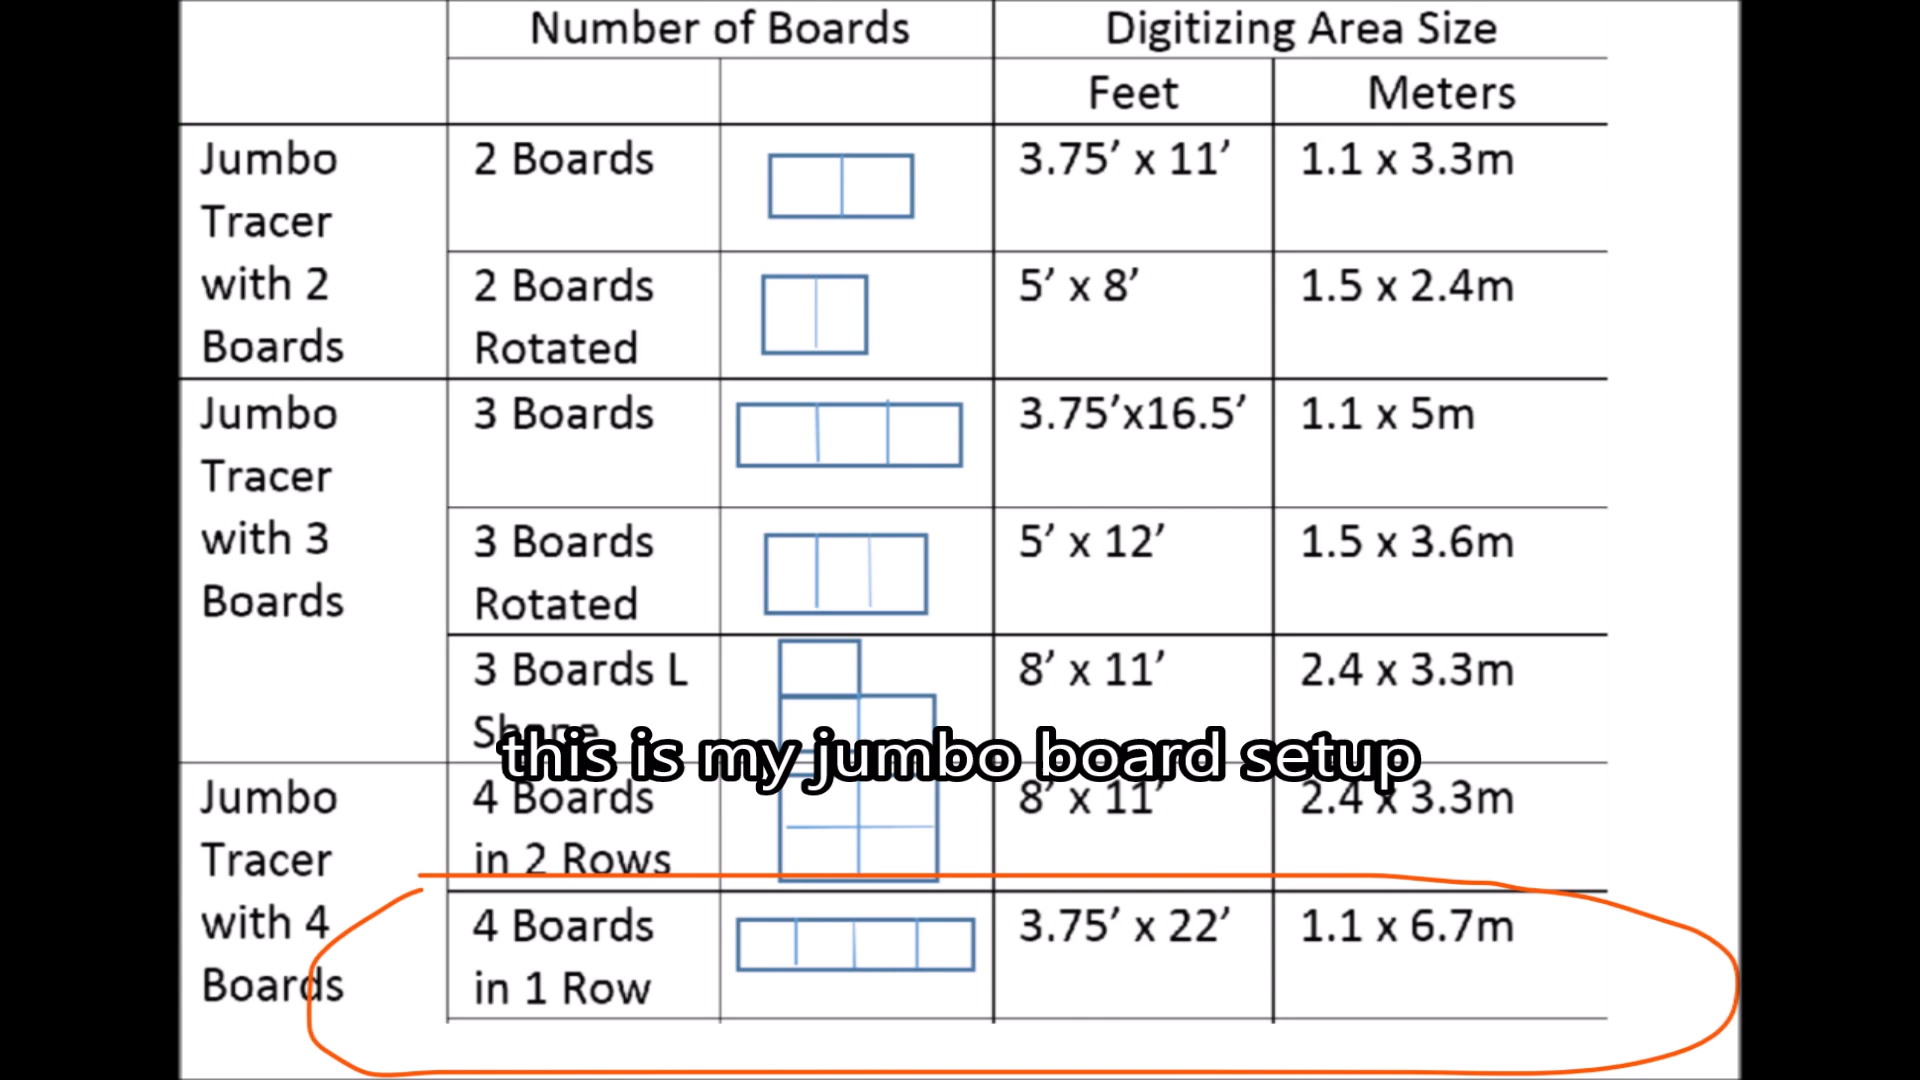 Number of Boards
Digitizing Area Size
Feet
Meters
Jumbo
Tracer
with 2
Boards
2 Boards
3.75’ x 11’
1.1 x 3.3m
2 Boards
Rotated
5’ x 8’
1.5 x 2.4m
Jumbo
Tracer
with 3
Boards
3 Boards
3.75’x16.5’
1.1 x 5m
3 Boards
Rotated
5’ x 12’
1.5 x 3.6m
3 Boards L
Shape
8’ x 11’
2.4 x 3.3m
this is my jumbo board setup
Jumbo
Tracer
with 4
Boards
4 Boards
in 2 Rows
8’ x 11’
2.4 x 3.3m
4 Boards
in 1 Row
3.75’ x 22’
1.1 x 6.7m